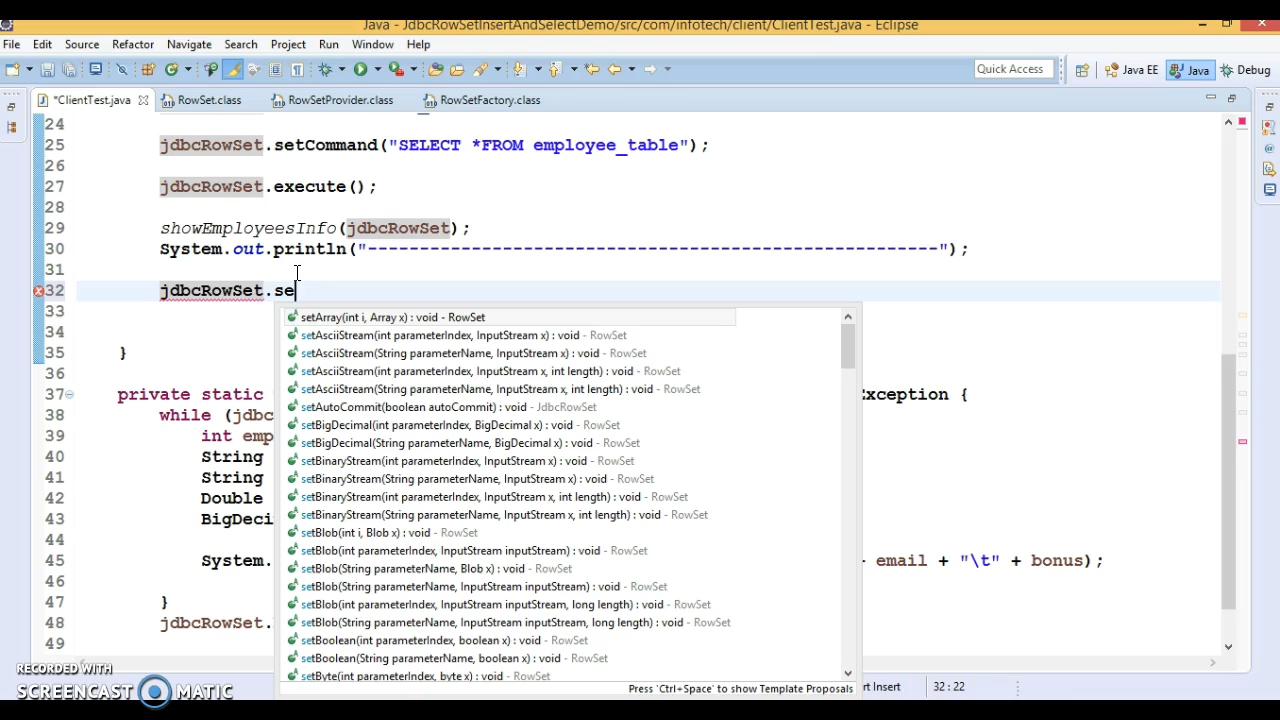 Java - JdbcRowSetInsertAndSelectDemo/src/com/infotech/client/ClientTest.java - Eclipse
File Edit Source Refactor Navigate Search Project Run Window Help
Quick Access Java EE Java Debug
*ClientTest.java RowSet.class RowSetProvider.class RowSetFactory.class
24
25 jdbcRowSet.setCommand("SELECT *FROM employee_table");
26
27 jdbcRowSet.execute();
28
29 showEmployeesInfo(jdbcRowSet);
30 System.out.println("-------------------------------------------------------");
31
32 jdbcRowSet.se
33
34
35 }
36
37 private static xception {
38 while (jdbc
39 int emp
40 String
41 String
42 Double
43 BigDeci
44
45 System. email + "\t" + bonus);
46
47 }
48 jdbcRowSet.
49
setArray(int i, Array x) : void - RowSet
setAsciiStream(int parameterIndex, InputStream x) : void - RowSet
setAsciiStream(String parameterName, InputStream x) : void - RowSet
setAsciiStream(int parameterIndex, InputStream x, int length) : void - RowSet
setAsciiStream(String parameterName, InputStream x, int length) : void - RowSet
setAutoCommit(boolean autoCommit) : void - JdbcRowSet
setBigDecimal(int parameterIndex, BigDecimal x) : void - RowSet
setBigDecimal(String parameterName, BigDecimal x) : void - RowSet
setBinaryStream(int parameterIndex, InputStream x) : void - RowSet
setBinaryStream(String parameterName, InputStream x) : void - RowSet
setBinaryStream(int parameterIndex, InputStream x, int length) : void - RowSet
setBinaryStream(String parameterName, InputStream x, int length) : void - RowSet
setBlob(int i, Blob x) : void - RowSet
setBlob(int parameterIndex, InputStream inputStream) : void - RowSet
setBlob(String parameterName, Blob x) : void - RowSet
setBlob(String parameterName, InputStream inputStream) : void - RowSet
setBlob(int parameterIndex, InputStream inputStream, long length) : void - RowSet
setBlob(String parameterName, InputStream inputStream, long length) : void - RowSet
setBoolean(int parameterIndex, boolean x) : void - RowSet
setBoolean(String parameterName, boolean x) : void - RowSet
setByte(int parameterIndex, byte x) : void - RowSet
Press 'Ctrl+Space' to show Template Proposals
rt Insert 32 : 22
RECORDED WITH
SCREENCAST MATIC